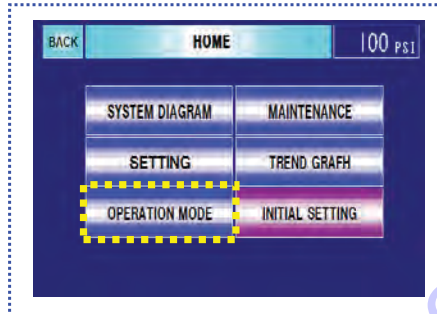 BACK HOME 100 PSI
SYSTEM DIAGRAM MAINTENANCE
SETTING TREND GRAFH
OPERATION MODE INITIAL SETTING